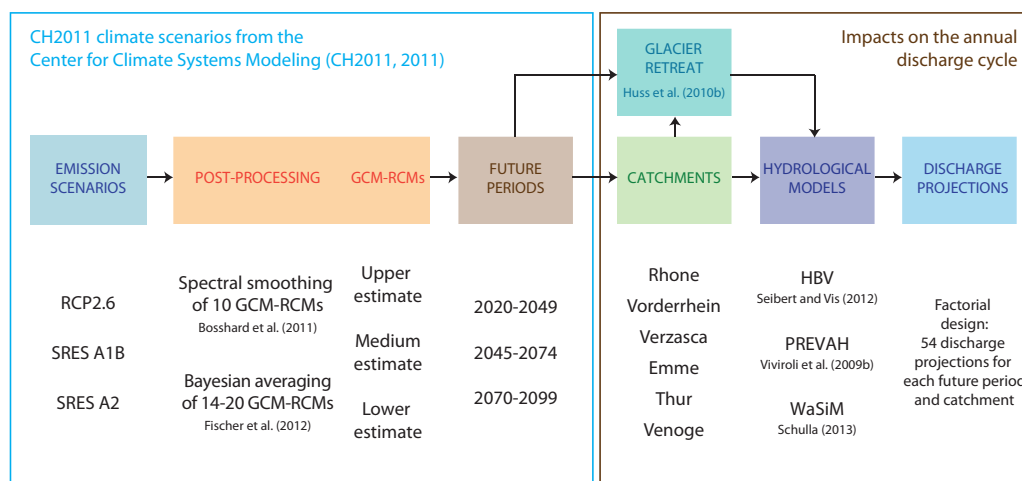 CH2011 climate scenarios from the
Center for Climate Systems Modeling (CH2011, 2011)
Impacts on the annual
discharge cycle
GLACIER
RETREAT
Huss et al. (2010b)
EMISSION
SCENARIOS
POST-PROCESSING
GCM-RCMs
FUTURE
PERIODS
CATCHMENTS
HYDROLOGICAL
MODELS
DISCHARGE
PROJECTIONS
RCP2.6
SRES A1B
SRES A2
Spectral smoothing
of 10 GCM-RCMs
Bosshard et al. (2011)
Bayesian averaging
of 14-20 GCM-RCMs
Fischer et al. (2012)
Upper
estimate
Medium
estimate
Lower
estimate
2020-2049
2045-2074
2070-2099
Rhone
Vorderrhein
Verzasca
Emme
Thur
Venoge
HBV
Seibert and Vis (2012)
PREVAH
Viviroli et al. (2009b)
WaSiM
Schulla (2013)
Factorial
design:
54 discharge
projections for
each future period
and catchment